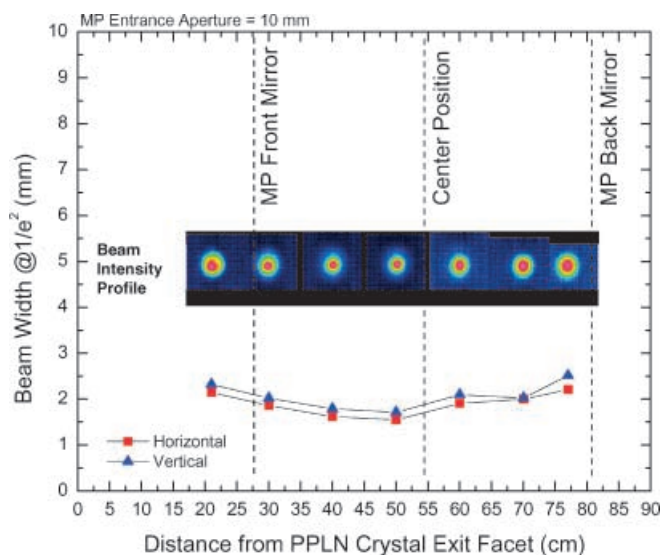 MP Entrance Aperture = 10 mm
10
9
8
7
6
5
4
3
2
1
0
Beam Width @1/e² (mm)
MP Front Mirror
Center Position
MP Back Mirror
Beam
Intensity
Profile
Horizontal
Vertical
0 5 10 15 20 25 30 35 40 45 50 55 60 65 70 75 80 85 90
Distance from PPLN Crystal Exit Facet (cm)